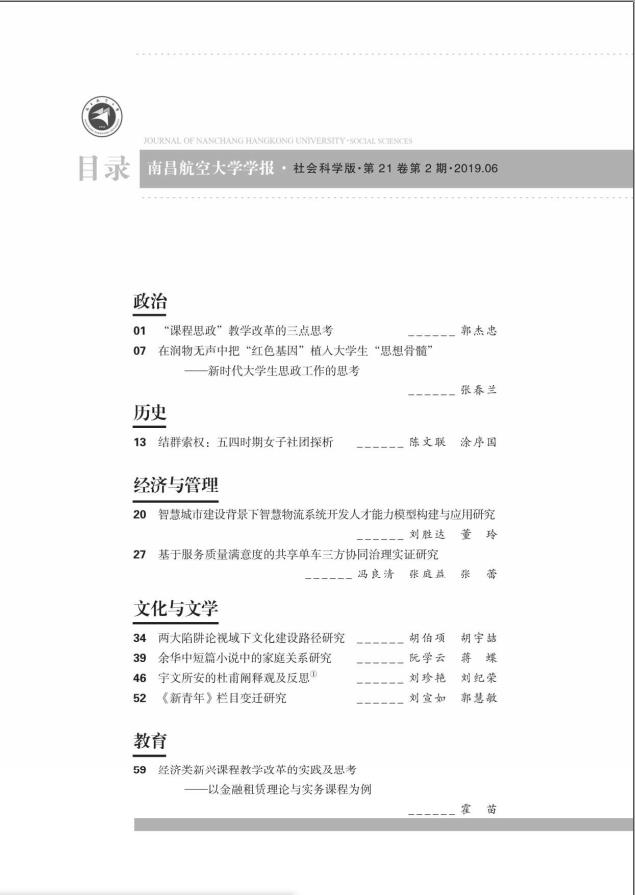 JOURNAL OF NANCHANG HANGKONG UNIVERSITY·SOCIAL SCIENCES
目录 南昌航空大学学报·社会科学版·第 21 卷第 2 期·2019.06
政治
01 “课程思政”教学改革的三点思考 ______ 郭杰忠
07 在润物无声中把“红色基因”植入大学生“思想骨髓”
——新时代大学生思政工作的思考
______ 张春兰
历史
13 结群索权：五四时期女子社团探析 ______ 陈文联 涂序国
经济与管理
20 智慧城市建设背景下智慧物流系统开发人才能力模型构建与应用研究
______ 刘胜达 董 玲
27 基于服务质量满意度的共享单车三方协同治理实证研究
______ 冯良清 张庭益 张 蕾
文化与文学
34 两大陷阱论视域下文化建设路径研究 ______ 胡伯项 胡宇喆
39 余华中短篇小说中的家庭关系研究 ______ 阮学云 蒋 蝶
46 宇文所安的杜甫阐释观及反思① ______ 刘珍艳 刘纪荣
52 《新青年》栏目变迁研究 ______ 刘宣如 郭慧敏
教育
59 经济类新兴课程教学改革的实践及思考
——以金融租赁理论与实务课程为例
______ 霍 苗